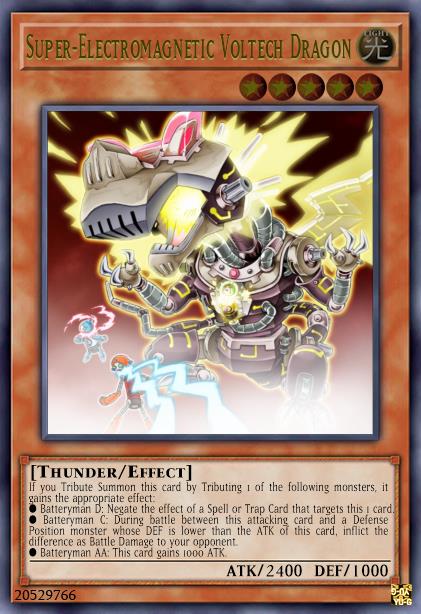 Super-Electromagnetic Voltech Dragon
LIGHT
光
[Thunder/Effect]
If you Tribute Summon this card by Tributing 1 of the following monsters, it
gains the appropriate effect:
● Batteryman D: Negate the effect of a Spell or Trap Card that targets this 1 card.
● Batteryman C: During battle between this attacking card and a Defense
Position monster whose DEF is lower than the ATK of this card, inflict the
difference as Battle Damage to your opponent.
● Batteryman AA: This card gains 1000 ATK.
ATK/2400 DEF/1000
20529766